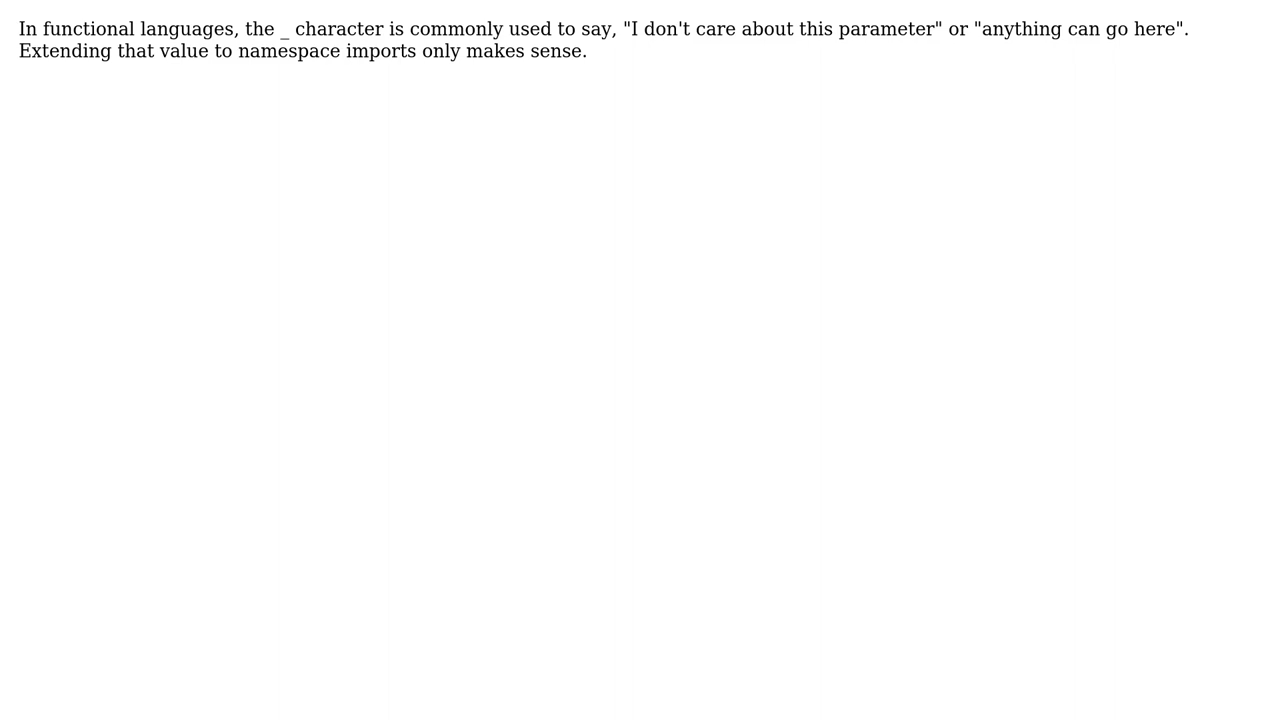 In functional languages, the _ character is commonly used to say, "I don't care about this parameter" or "anything can go here".
Extending that value to namespace imports only makes sense.